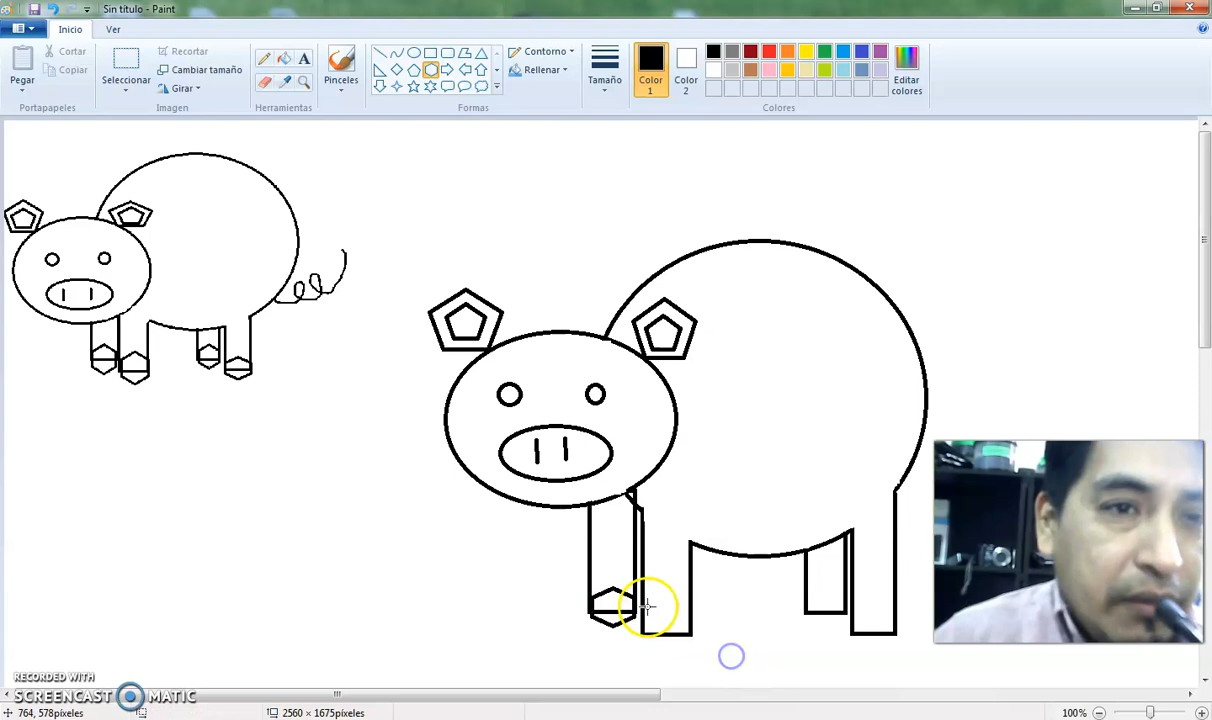 Sin título - Paint
Inicio Ver
Pegar
Cortar
Copiar
Portapapeles
Seleccionar
Recortar
Cambiar tamaño
Girar
Imagen
A
Herramientas
Pinceles
Contorno
Rellenar
Formas
Tamaño
Color 1
Color 2
Editar colores
Colores
RECORDED WITH
SCREENCAST MATIC
764, 578píxeles 2560 × 1675píxeles 100%